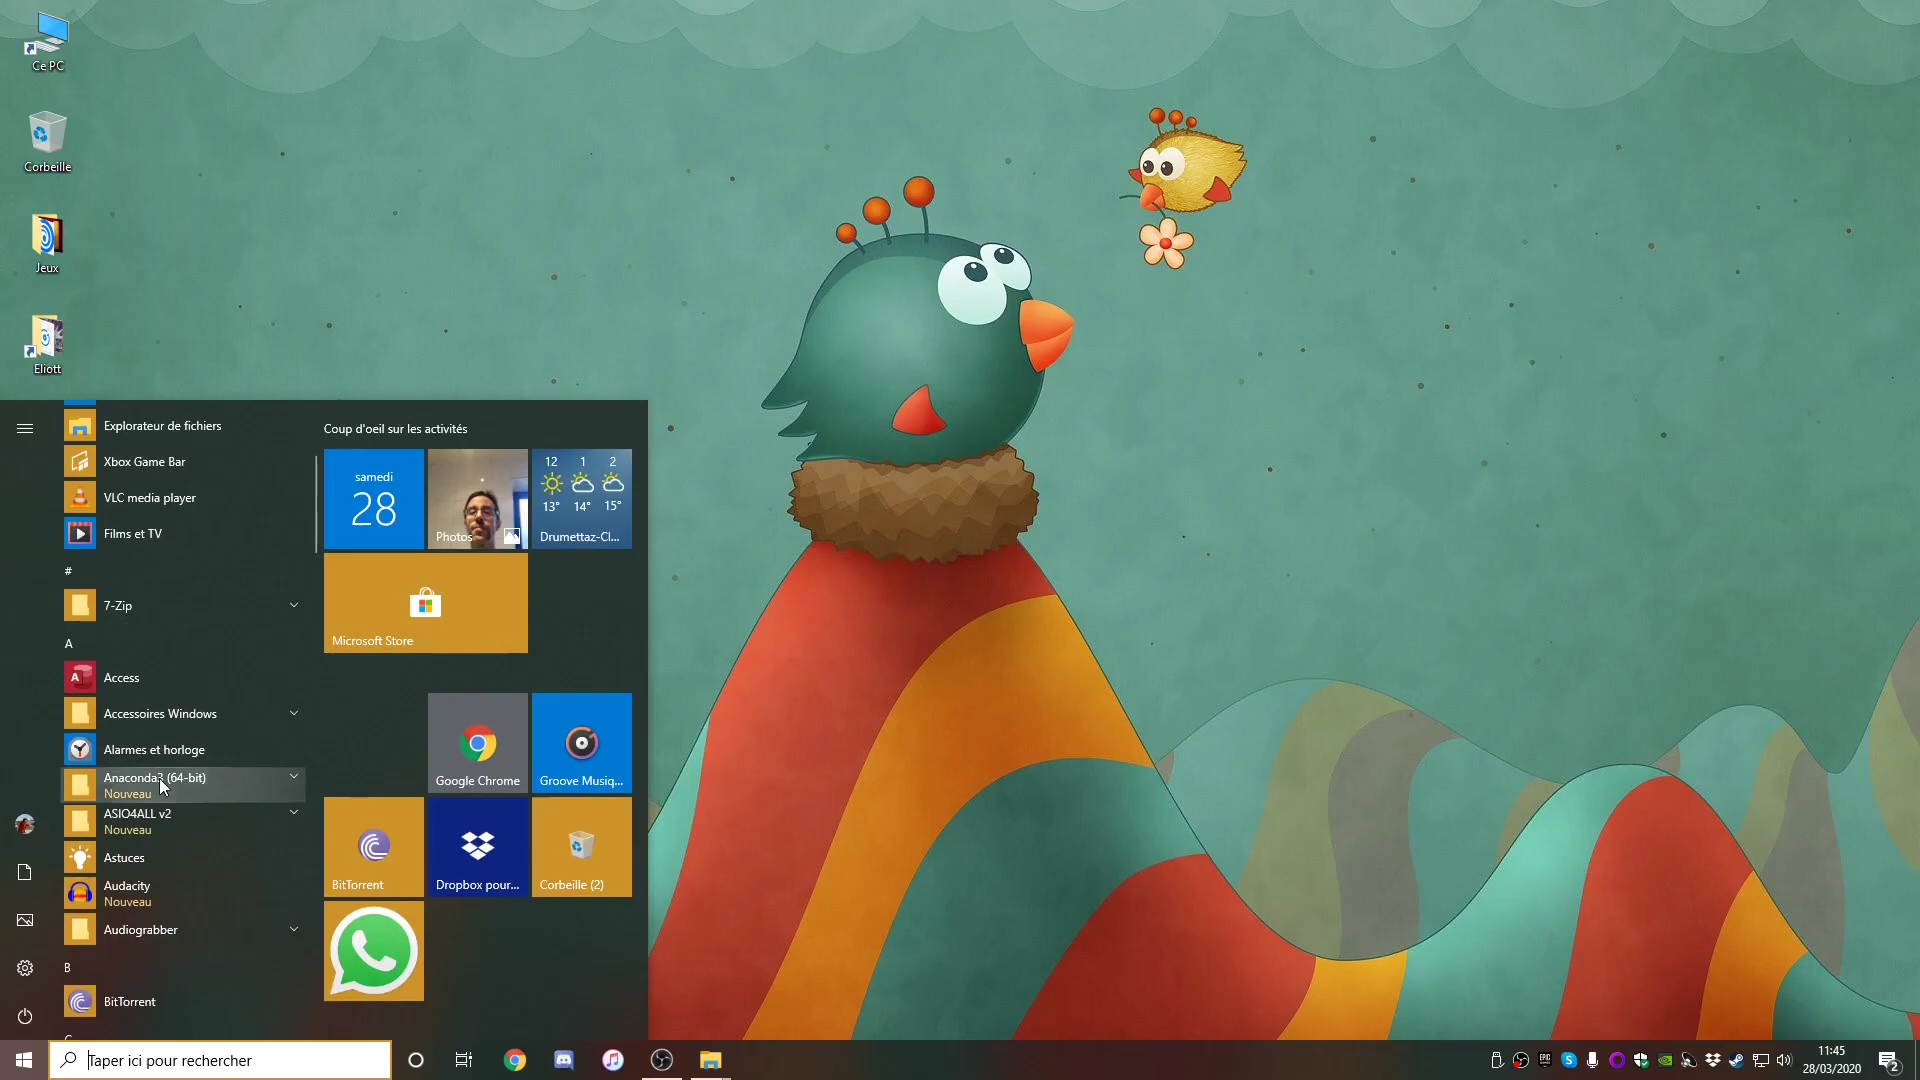 Ce PC
Corbeille
Jeux
Eliott
Explorateur de fichiers
Xbox Game Bar
VLC media player
Films et TV
#
7-Zip
A
Access
Accessoires Windows
Alarmes et horloge
Anaconda3 (64-bit)
Nouveau
ASIO4ALL v2
Nouveau
Astuces
Audacity
Nouveau
Audiograbber
B
BitTorrent
Coup d'oeil sur les activités
samedi
28
Photos
12 1 2
13° 14° 15°
Drumettaz-Cl...
Microsoft Store
Google Chrome
Groove Musiq...
BitTorrent
Dropbox pour...
Corbeille (2)
Taper ici pour rechercher
11:45
28/03/2020
2